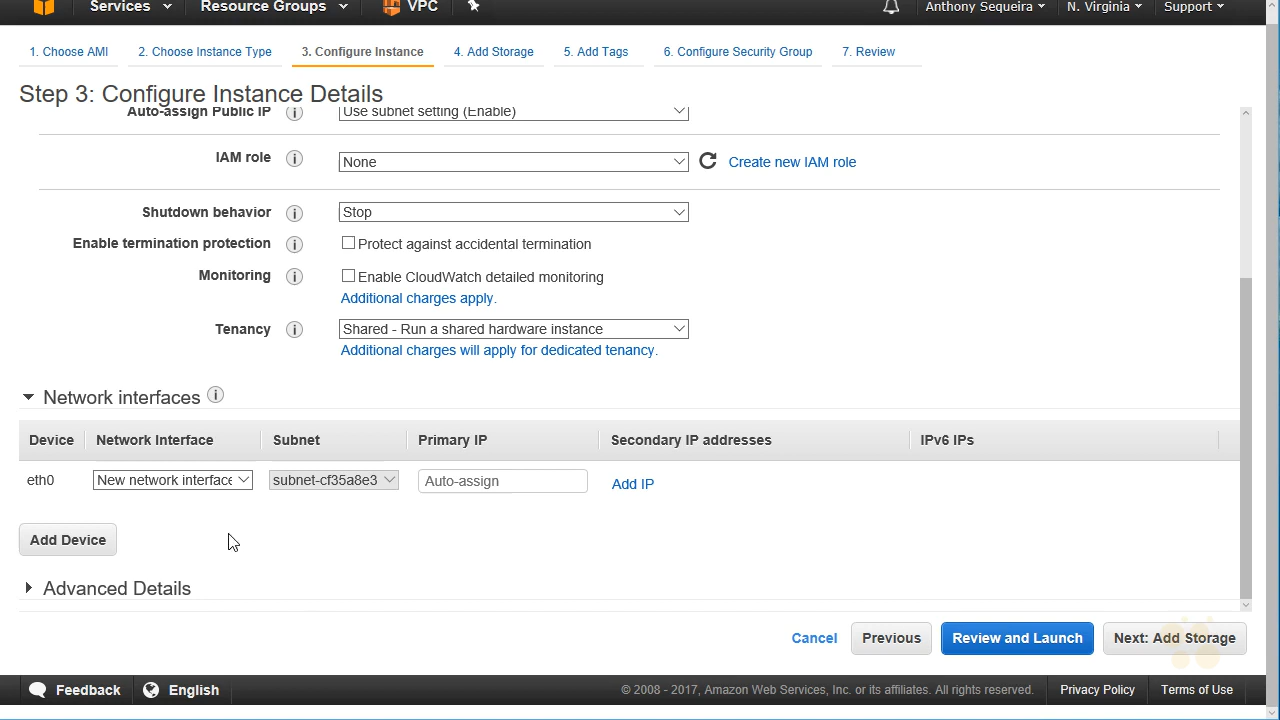 Services Resource Groups VPC Anthony Sequeira N. Virginia Support
1. Choose AMI 2. Choose Instance Type 3. Configure Instance 4. Add Storage 5. Add Tags 6. Configure Security Group 7. Review
Step 3: Configure Instance Details
Auto-assign Public IP i Use subnet setting (Enable)
IAM role i None Create new IAM role
Shutdown behavior i Stop
Enable termination protection i Protect against accidental termination
Monitoring i Enable CloudWatch detailed monitoring
Additional charges apply.
Tenancy i Shared - Run a shared hardware instance
Additional charges will apply for dedicated tenancy.
Network interfaces i
Device Network Interface Subnet Primary IP Secondary IP addresses IPv6 IPs
eth0 New network interface subnet-cf35a8e3 Auto-assign Add IP
Add Device
Advanced Details
Cancel Previous Review and Launch Next: Add Storage
Feedback English © 2008 - 2017, Amazon Web Services, Inc. or its affiliates. All rights reserved. Privacy Policy Terms of Use